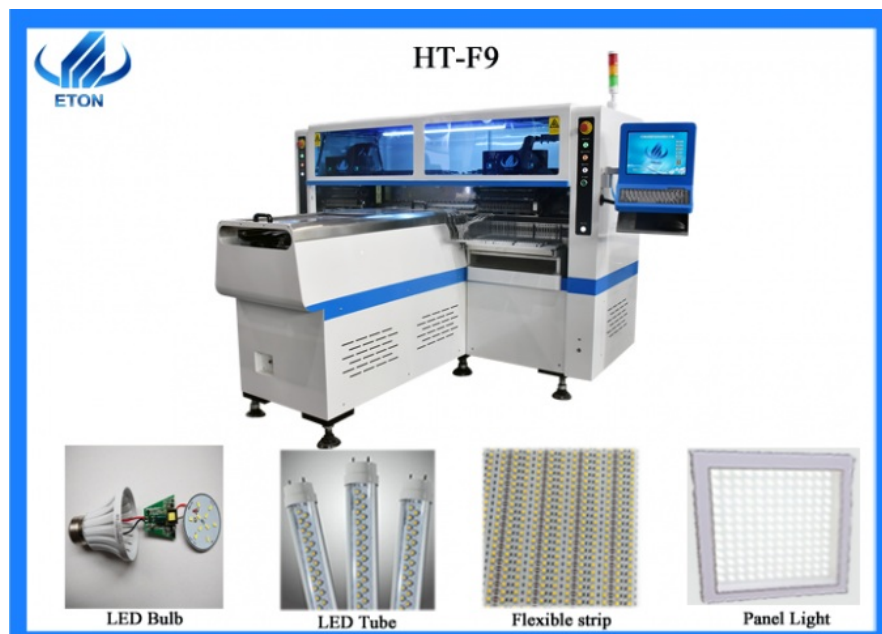 ETON
HT-F9
LED Bulb
LED Tube
Flexible strip
Panel Light